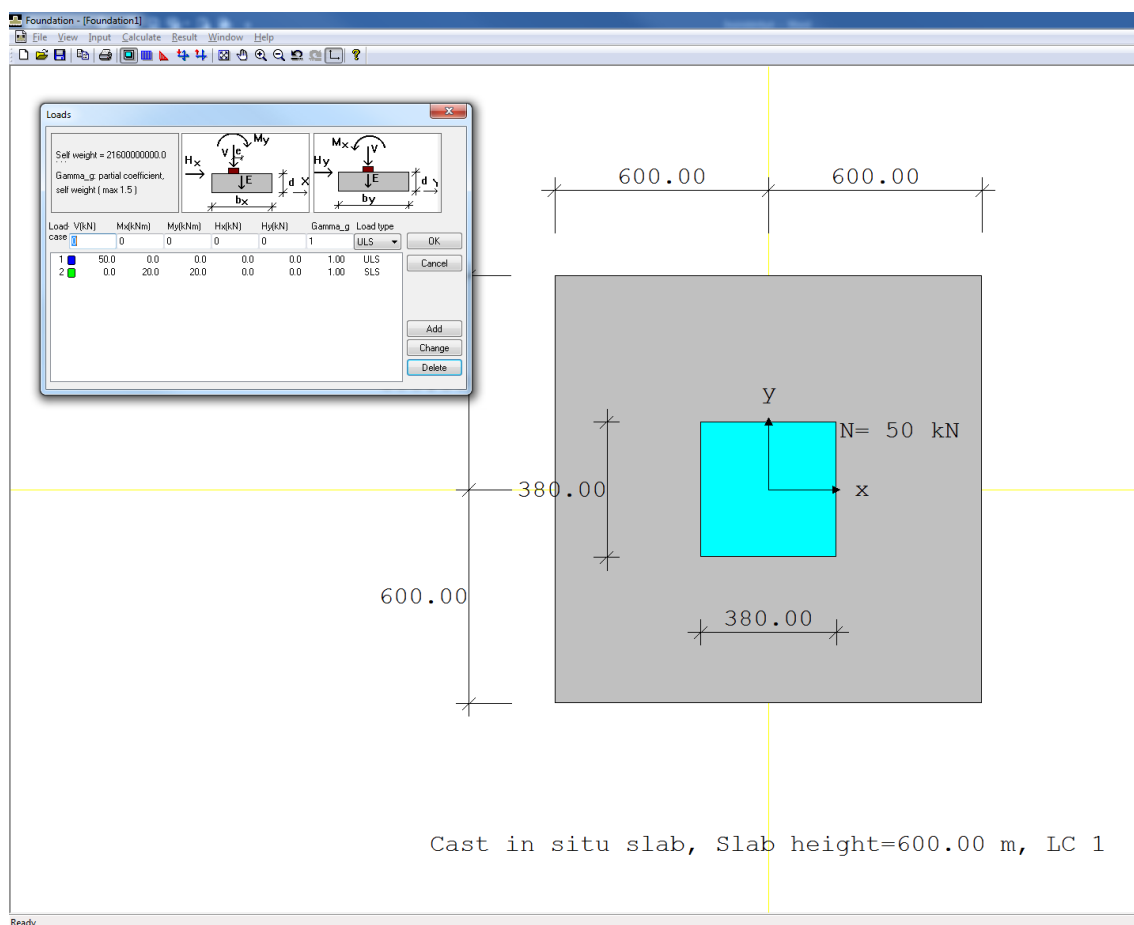 Foundation - [Foundation1]
File View Input Calculate Result Window Help
Loads
Self weight = 21600000000.0
Gamma_g: partial coefficient,
self weight ( max 1.5 )
My
V
e
Hx
E
d
X
bx
Mx
V
Hy
E
d
by
Load V(kN) Mx(kNm) My(kNm) Hx(kN) Hy(kN) Gamma_g Load type
case 0 0 0 0 0 1 ULS OK
1 50.0 0.0 0.0 0.0 0.0 1.00 ULS
2 0.0 20.0 20.0 0.0 0.0 1.00 SLS
Cancel
Add
Change
Delete
600.00 600.00
y
N= 50 kN
380.00
x
600.00
380.00
Cast in situ slab, Slab height=600.00 m, LC 1
Ready